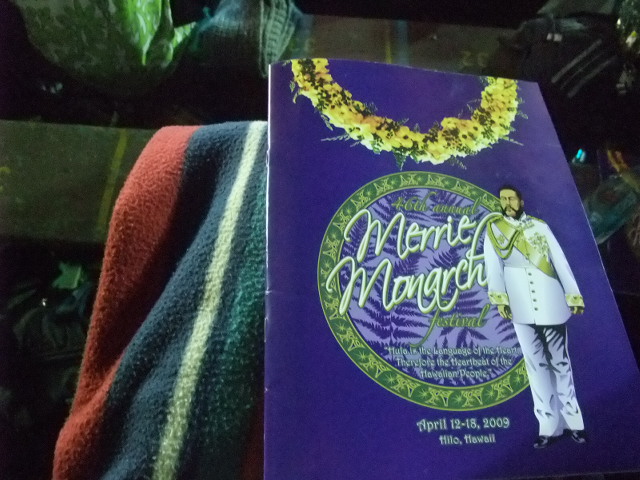 46th annual
Merrie
Monarch
festival
"Hula is the Language of the Heart
Therefore the Heartbeat of the
Hawaiian People"
April 12-18, 2009
Hilo, Hawaii